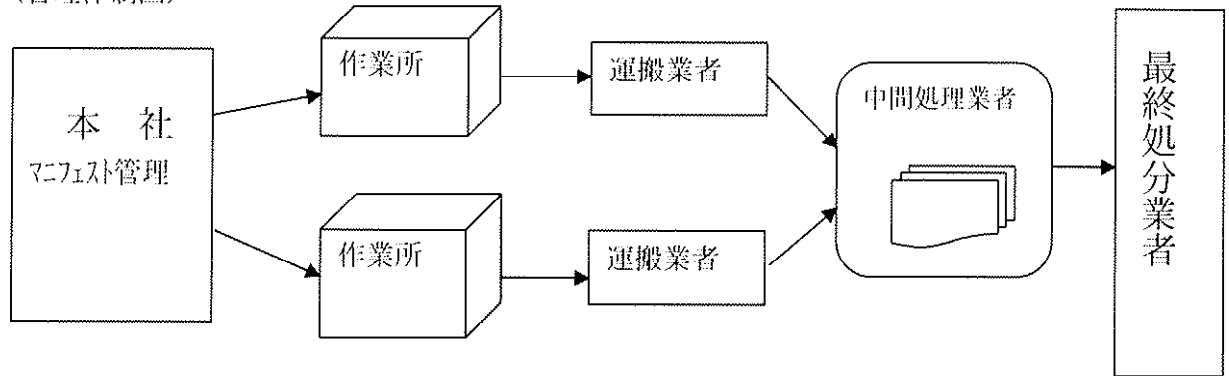 本 社
マニフェスト管理
作業所
運搬業者
作業所
運搬業者
中間処理業者
最終処分業者